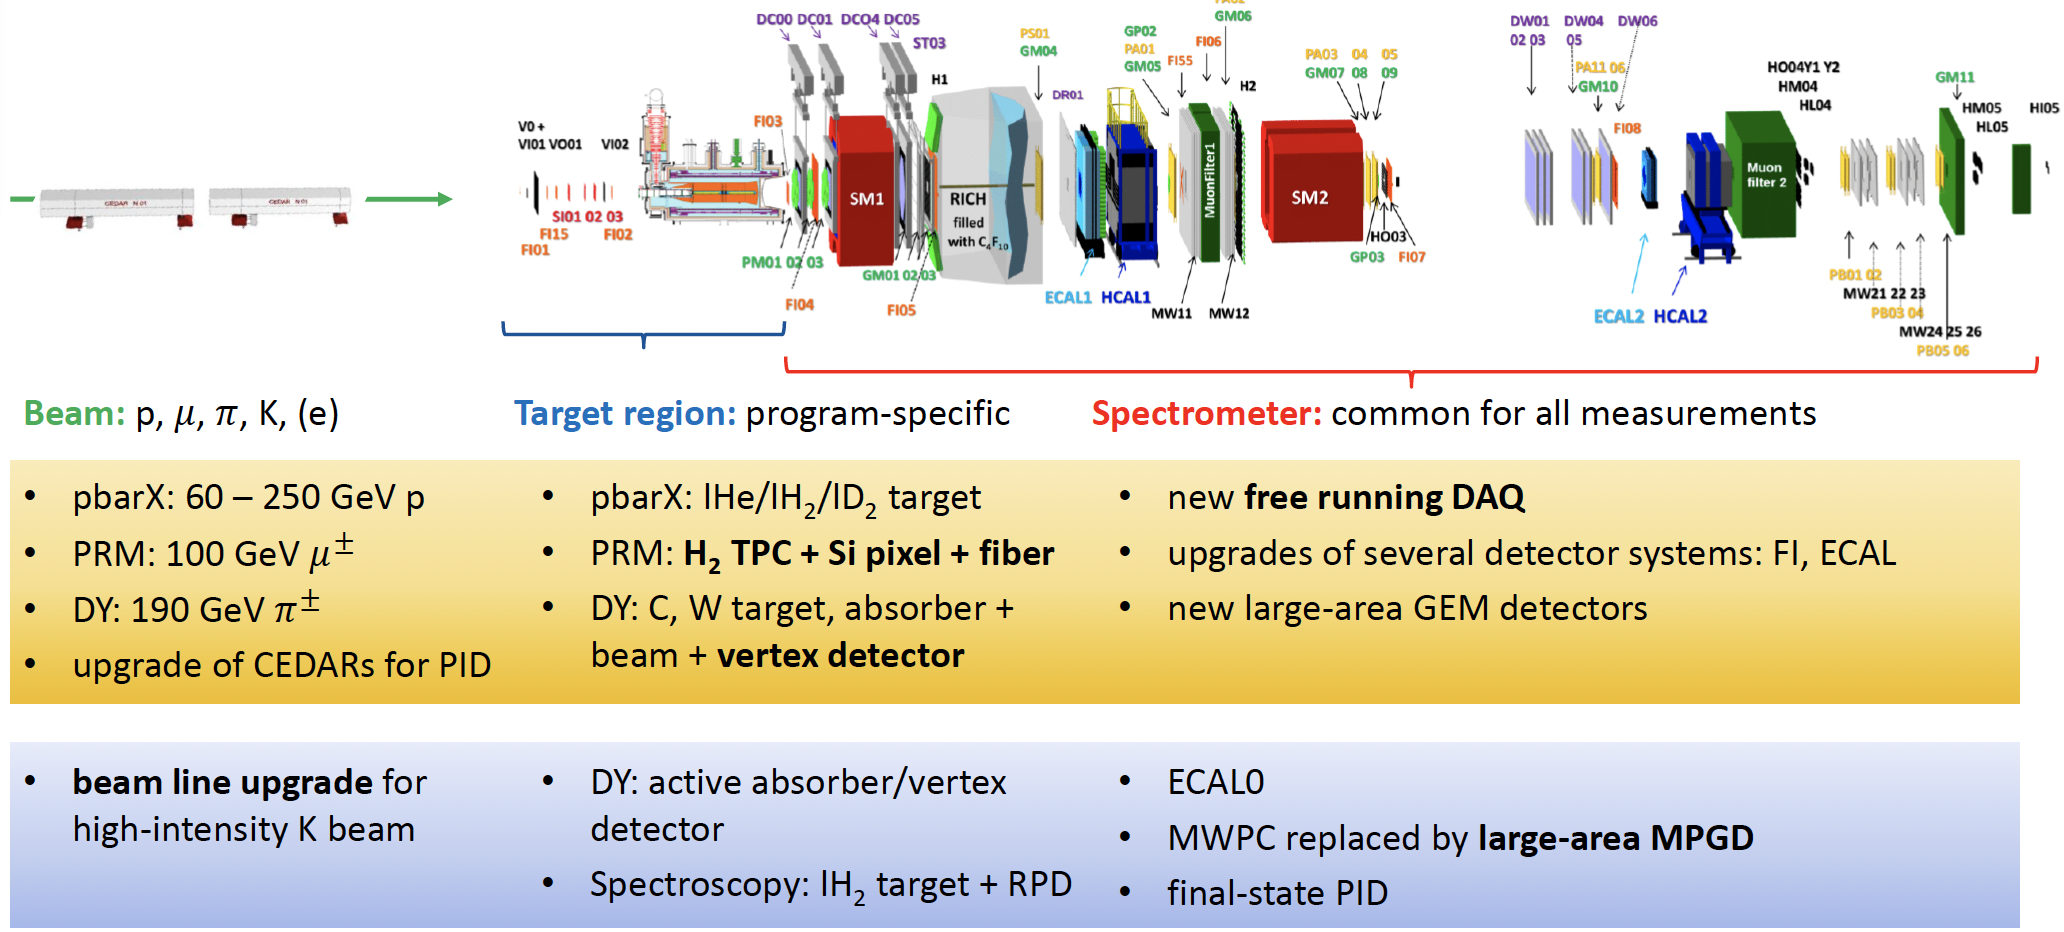 DC00 DC01 DC04 DC05
ST03
H1
PS01
GM04
DR01
GP02
PA01
GM05
FI55
FI06
GM06
H2
PA03 04 05
GM07 08 09
DW01 DW04 DW06
02 03 05
PA11 06
GM10
FI08
HO04Y1 Y2
HM04
HL04
GM11
HM05
HL05
HI05
V0 +
VI01 VO01 VI02
FI03
CEDAR N 01
CEDAR N 01
SI01 02 03
FI15 FI02
FI01
SM1
RICH
filled
with C₄F₁₀
MuonFilter1
SM2
Muon
filter 2
PM01 02 03
GM01 02 03
FI04
FI05
ECAL1 HCAL1
MW11 MW12
HO03
GP03 FI07
ECAL2 HCAL2
PB01 02
MW21 22 23
PB03 04
MW24 25 26
PB05 06
Beam: p, μ, π, K, (e)
Target region: program-specific
Spectrometer: common for all measurements
• pbarX: 60 – 250 GeV p
• PRM: 100 GeV μ±
• DY: 190 GeV π±
• upgrade of CEDARs for PID
• pbarX: lHe/lH₂/lD₂ target
• PRM: H₂ TPC + Si pixel + fiber
• DY: C, W target, absorber +
beam + vertex detector
• new free running DAQ
• upgrades of several detector systems: FI, ECAL
• new large-area GEM detectors
• beam line upgrade for
high-intensity K beam
• DY: active absorber/vertex
detector
• Spectroscopy: lH₂ target + RPD
• ECAL0
• MWPC replaced by large-area MPGD
• final-state PID